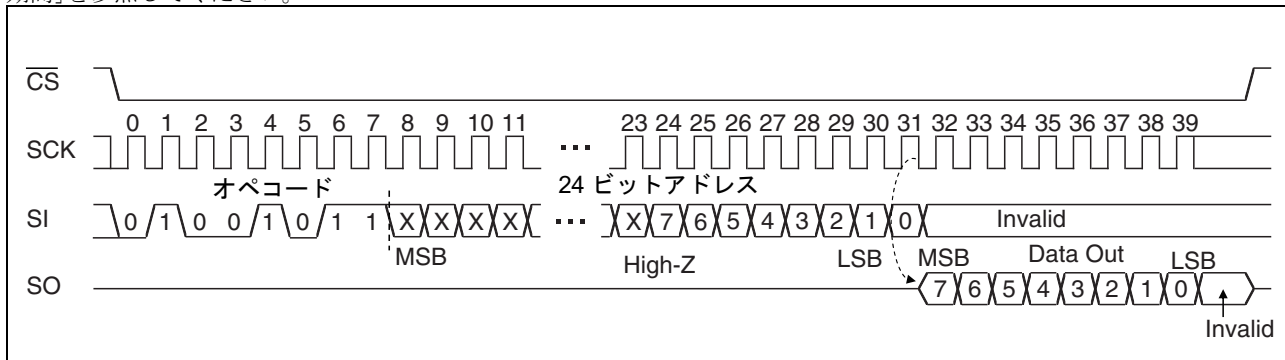 CS
0 1 2 3 4 5 6 7 8 9 10 11 23 24 25 26 27 28 29 30 31 32 33 34 35 36 37 38 39
SCK ...
オペコード 24 ビットアドレス
SI 0 1 0 0 1 0 1 1 X X X X ... X 7 6 5 4 3 2 1 0 Invalid
MSB High-Z LSB MSB Data Out LSB
SO 7 6 5 4 3 2 1 0
Invalid